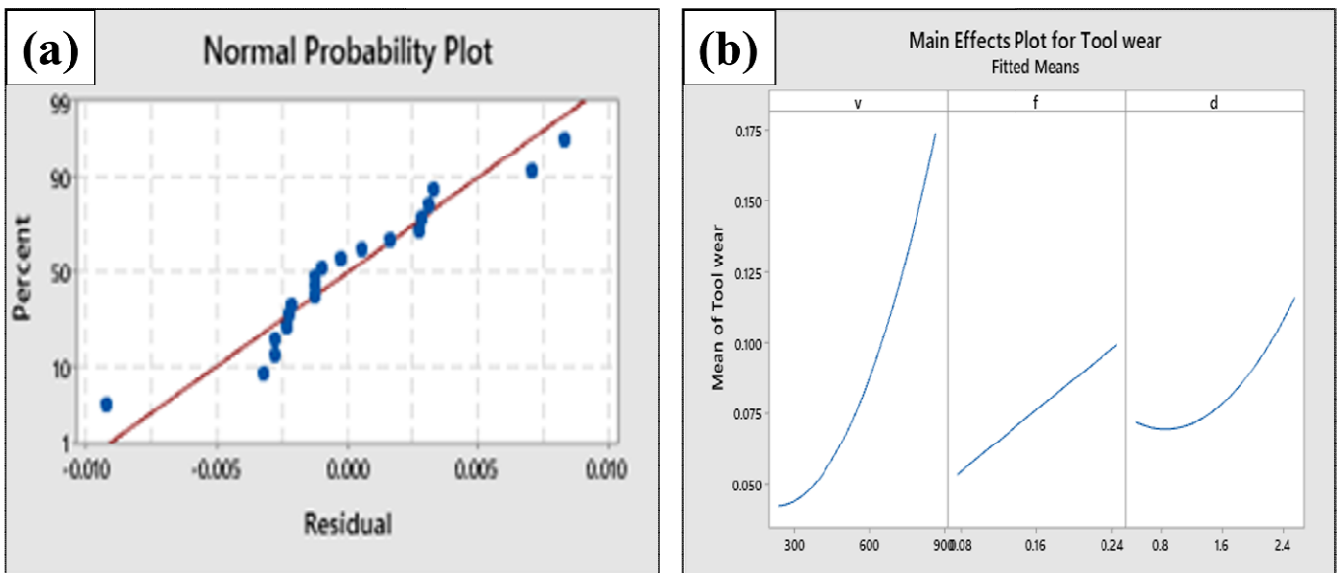 (a)
Normal Probability Plot
99
90
50
10
1
Percent
-0.010 -0.005 0.000 0.005 0.010
Residual
(b)
Main Effects Plot for Tool wear
Fitted Means
v f d
0.175
0.150
0.125
0.100
0.075
0.050
Mean of Tool wear
300 600 900 0.08 0.16 0.24 0.8 1.6 2.4